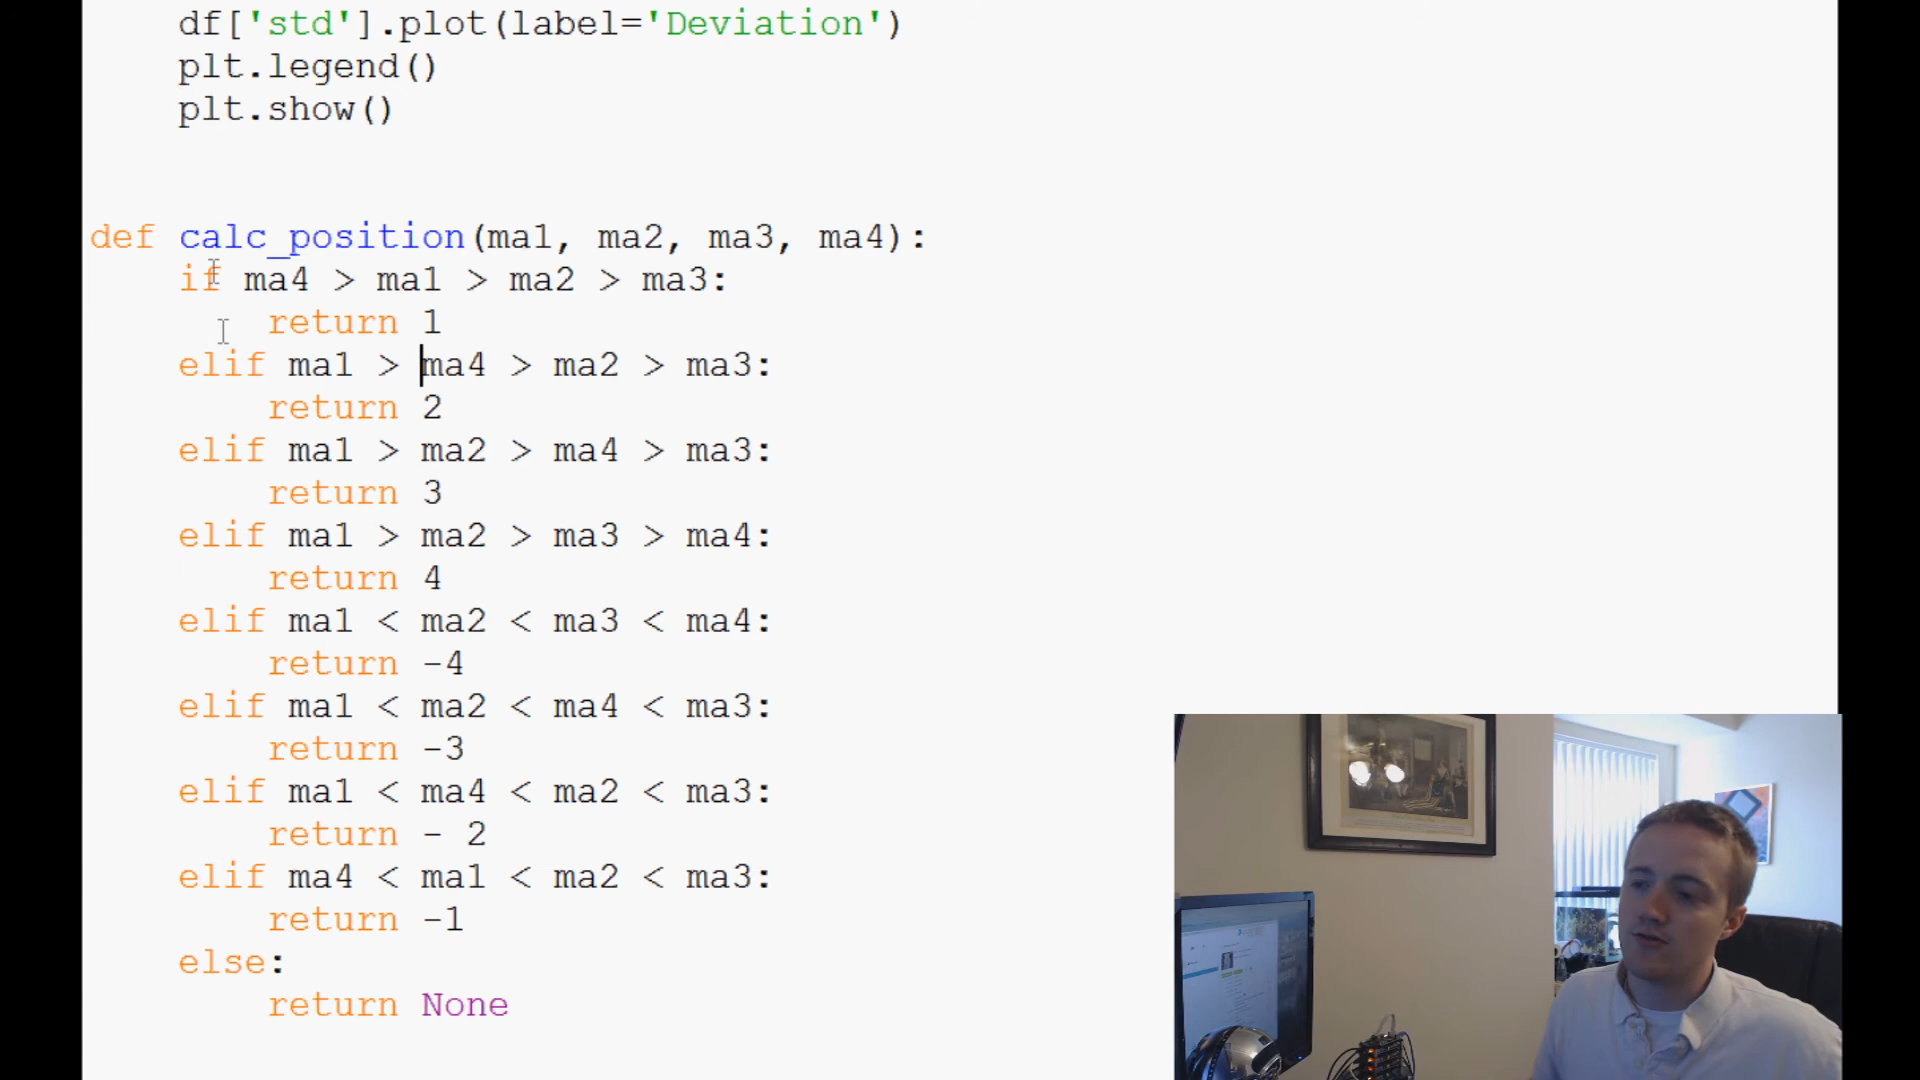 df['std'].plot(label='Deviation')
plt.legend()
plt.show()
def calc_position(ma1, ma2, ma3, ma4):
if ma4 > ma1 > ma2 > ma3:
return 1
elif ma1 > ma4 > ma2 > ma3:
return 2
elif ma1 > ma2 > ma4 > ma3:
return 3
elif ma1 > ma2 > ma3 > ma4:
return 4
elif ma1 < ma2 < ma3 < ma4:
return -4
elif ma1 < ma2 < ma4 < ma3:
return -3
elif ma1 < ma4 < ma2 < ma3:
return - 2
elif ma4 < ma1 < ma2 < ma3:
return -1
else:
return None